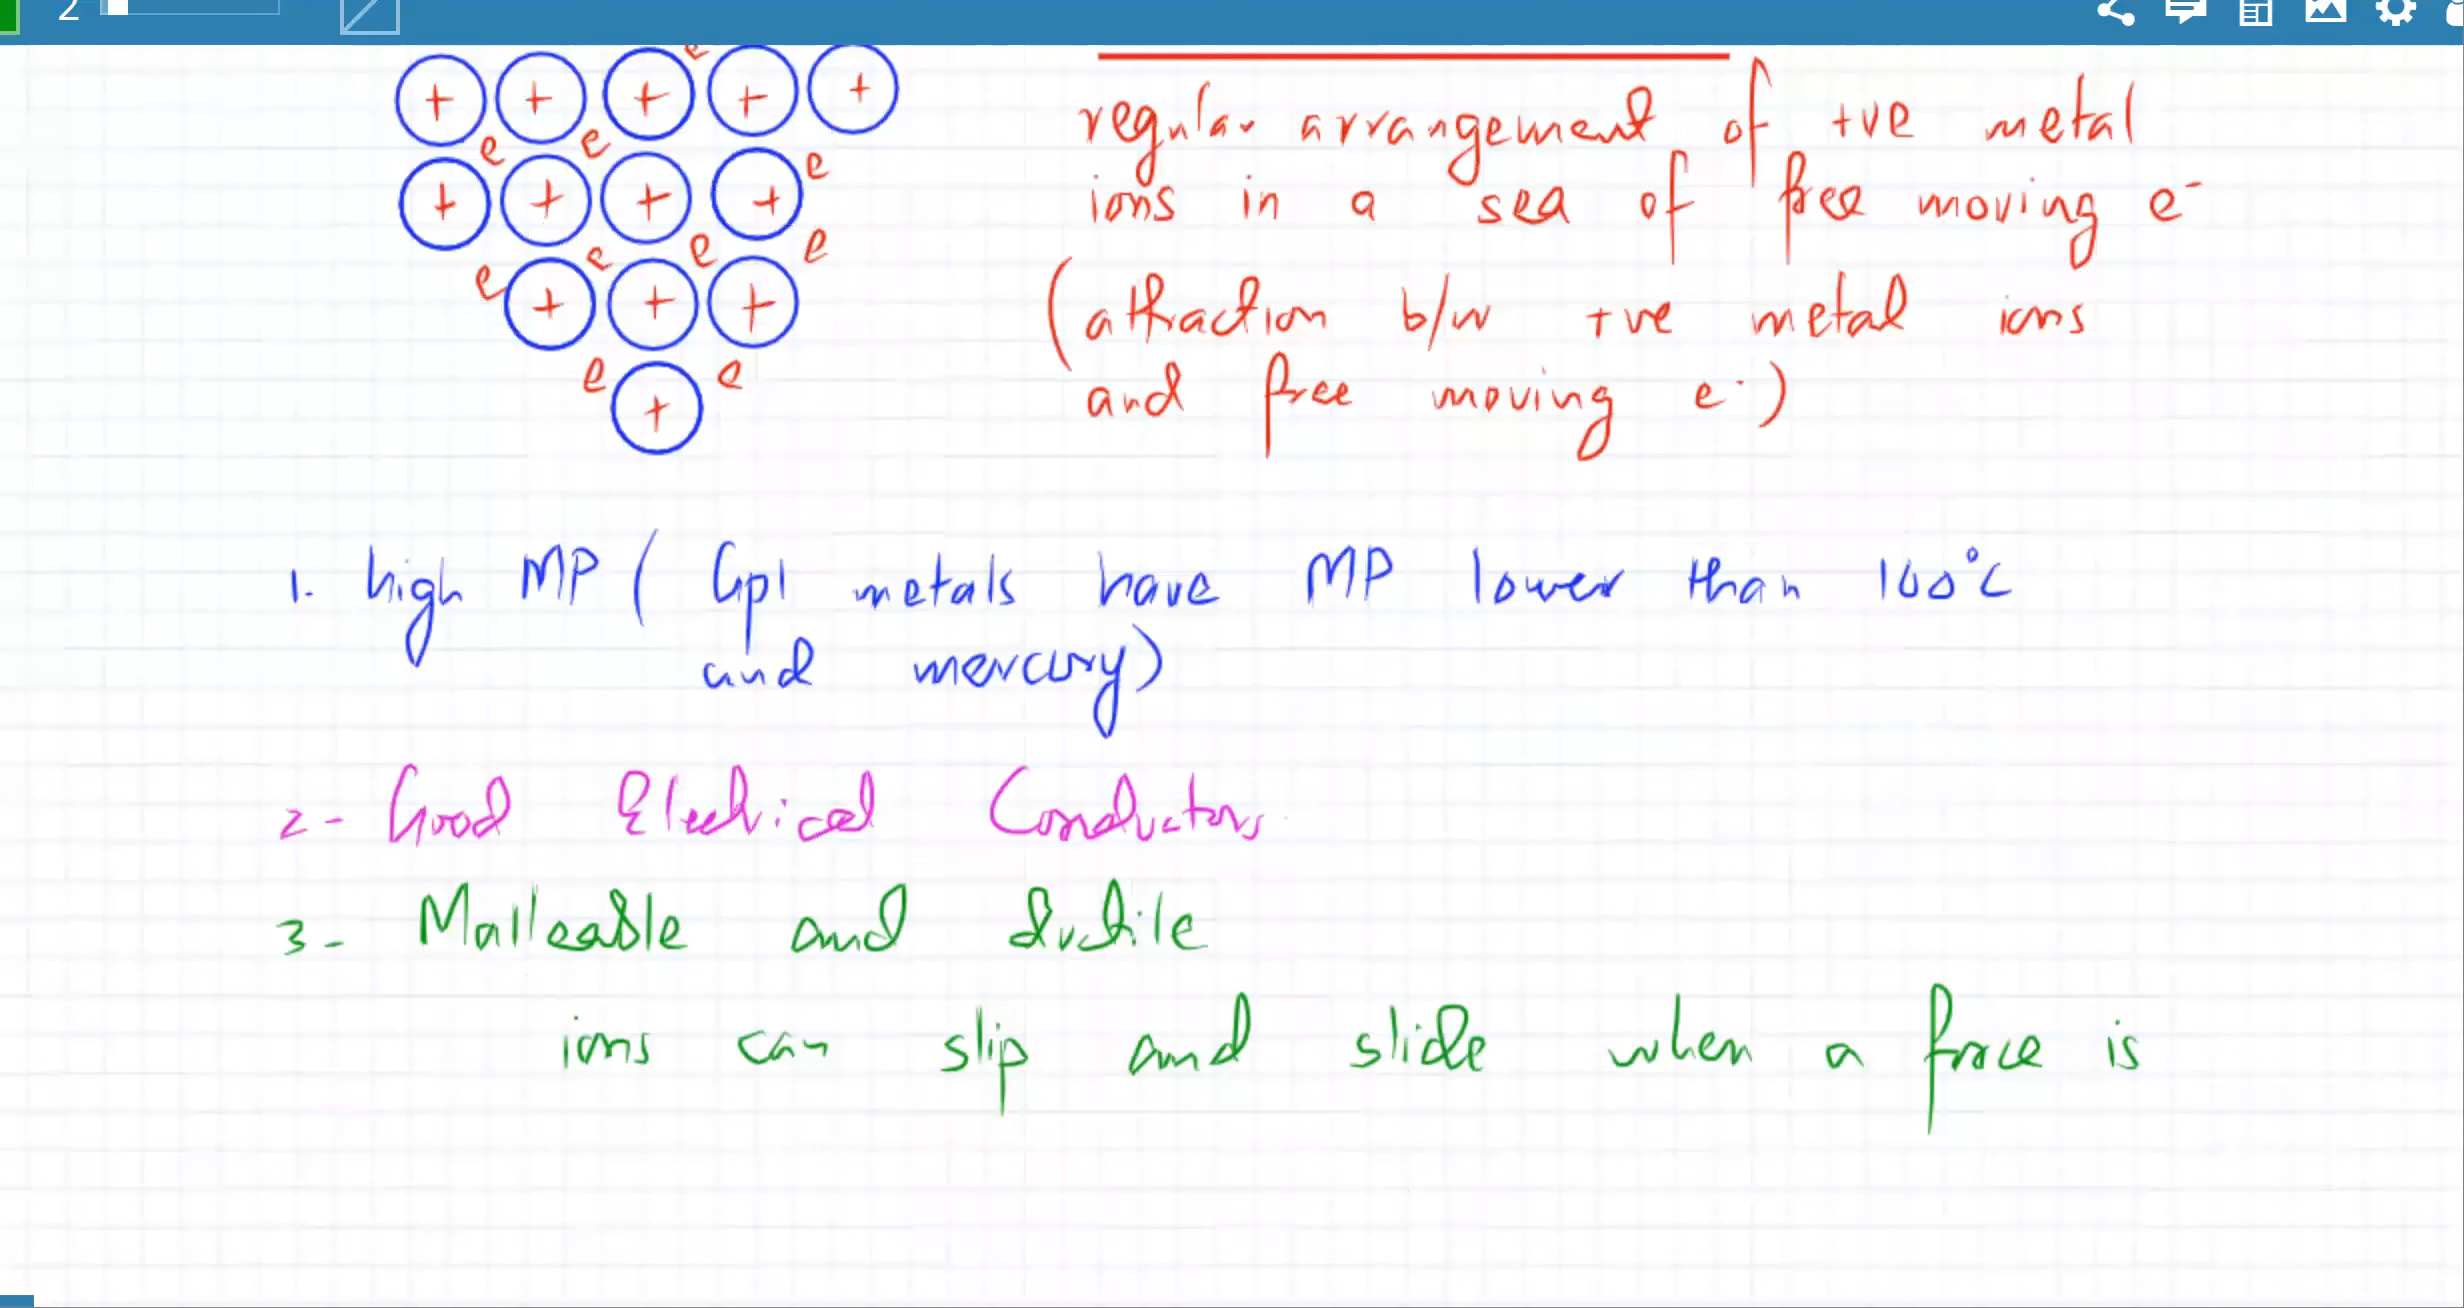 2
+ + + + +
e
e e
+ + + + e
e e e e
+ + +
e e
+
regular arrangement of +ve metal
ions in a sea of free moving e-
(attraction b/w +ve metal ions
and free moving e-)
1. high MP ( Gp1 metals have MP lower than 100°C
and mercury)
2- Good Electrical Conductors
3- Malleable and ductile
ions can slip and slide when a force is